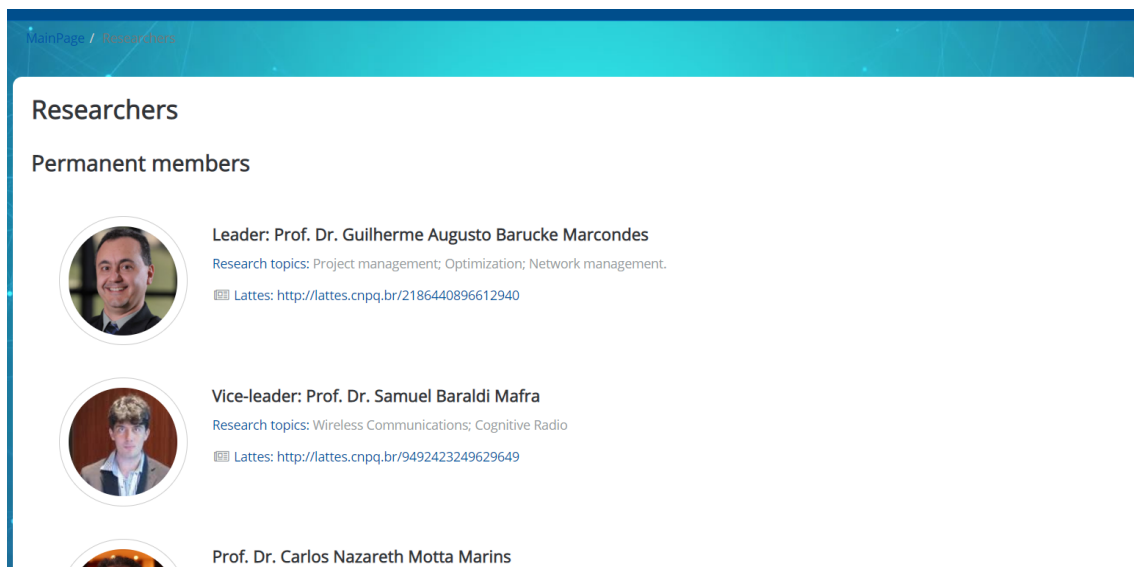 MainPage / Researchers
Researchers
Permanent members
Leader: Prof. Dr. Guilherme Augusto Barucke Marcondes
Research topics: Project management; Optimization; Network management.
Lattes: http://lattes.cnpq.br/2186440896612940
Vice-leader: Prof. Dr. Samuel Baraldi Mafra
Research topics: Wireless Communications; Cognitive Radio
Lattes: http://lattes.cnpq.br/9492423249629649
Prof. Dr. Carlos Nazareth Motta Marins